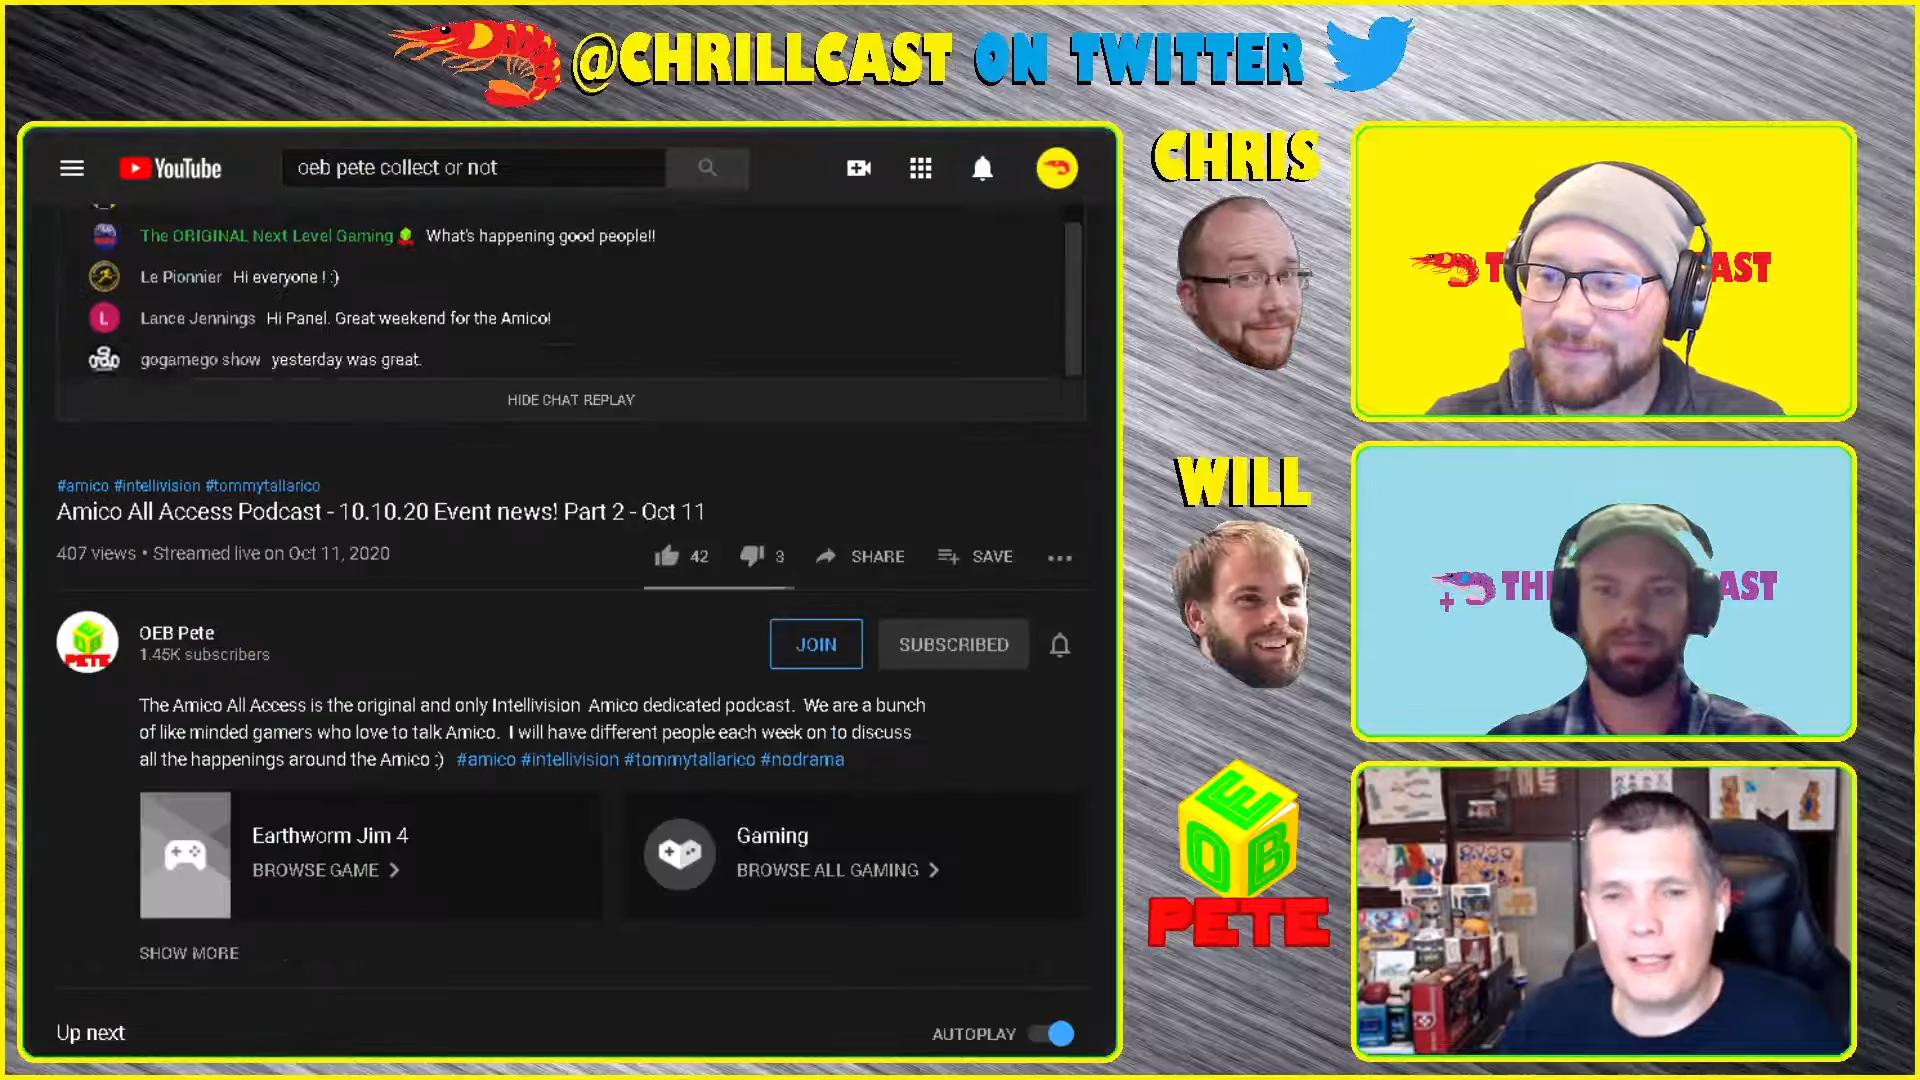 @CHRILLCAST ON TWITTER
YouTube
oeb pete collect or not
The ORIGINAL Next Level Gaming What's happening good people!!
Le Pionnier Hi everyone ! :)
L Lance Jennings Hi Panel. Great weekend for the Amico!
gogamego show yesterday was great.
HIDE CHAT REPLAY
#amico #intellivision #tommytallarico
Amico All Access Podcast - 10.10.20 Event news! Part 2 - Oct 11
407 views • Streamed live on Oct 11, 2020
42
3
SHARE
SAVE
OEB PETE
OEB Pete
1.45K subscribers
JOIN
SUBSCRIBED
The Amico All Access is the original and only Intellivision Amico dedicated podcast. We are a bunch
of like minded gamers who love to talk Amico. I will have different people each week on to discuss
all the happenings around the Amico :) #amico #intellivision #tommytallarico #nodrama
Earthworm Jim 4
BROWSE GAME
Gaming
BROWSE ALL GAMING
SHOW MORE
Up next
AUTOPLAY
CHRIS
T AST
WILL
TH AST
OEB
PETE